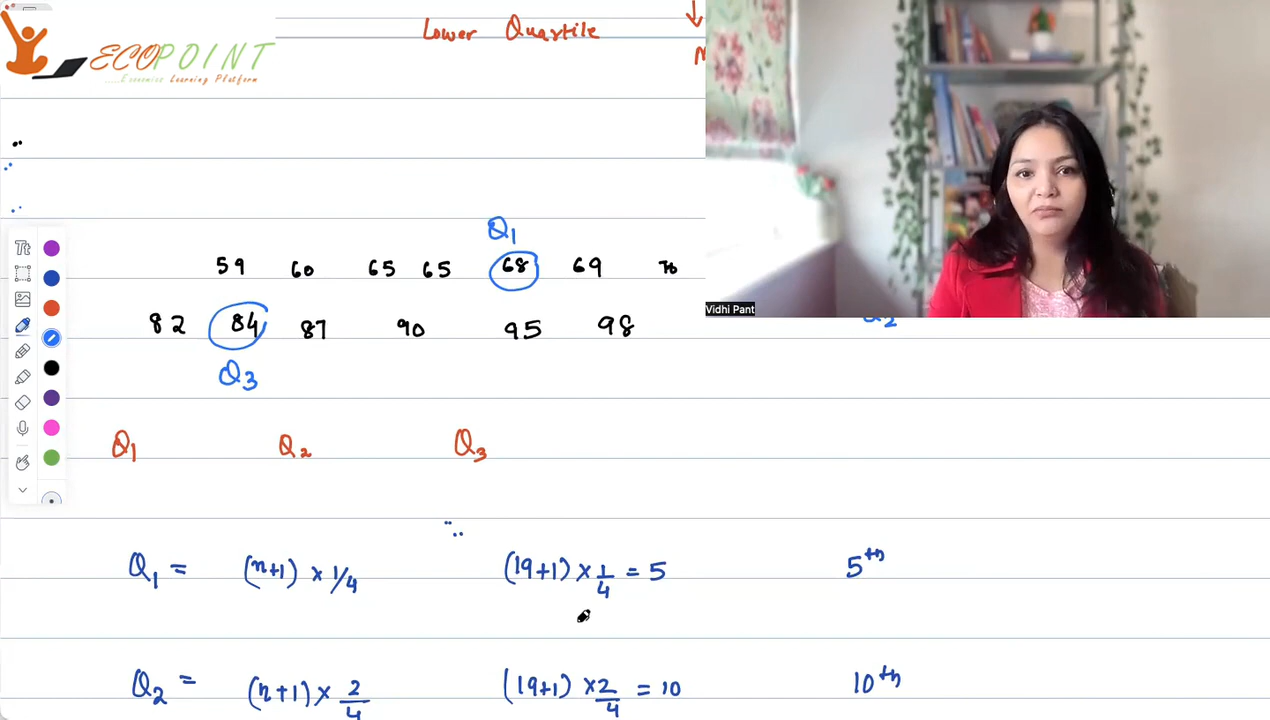 Lower Quartile
ECOPOINT
.....Economics Learning Platform
Q1
59 60 65 65 68 69 70
Vidhi Pant
82 84 87 90 95 98
Q2
Q3
Tt
Q1 Q2 Q3
Q1 = (n+1) × 1/4 (19+1) × 1/4 = 5 5th
Q2 = (n+1) × 2/4 (19+1) × 2/4 = 10 10th